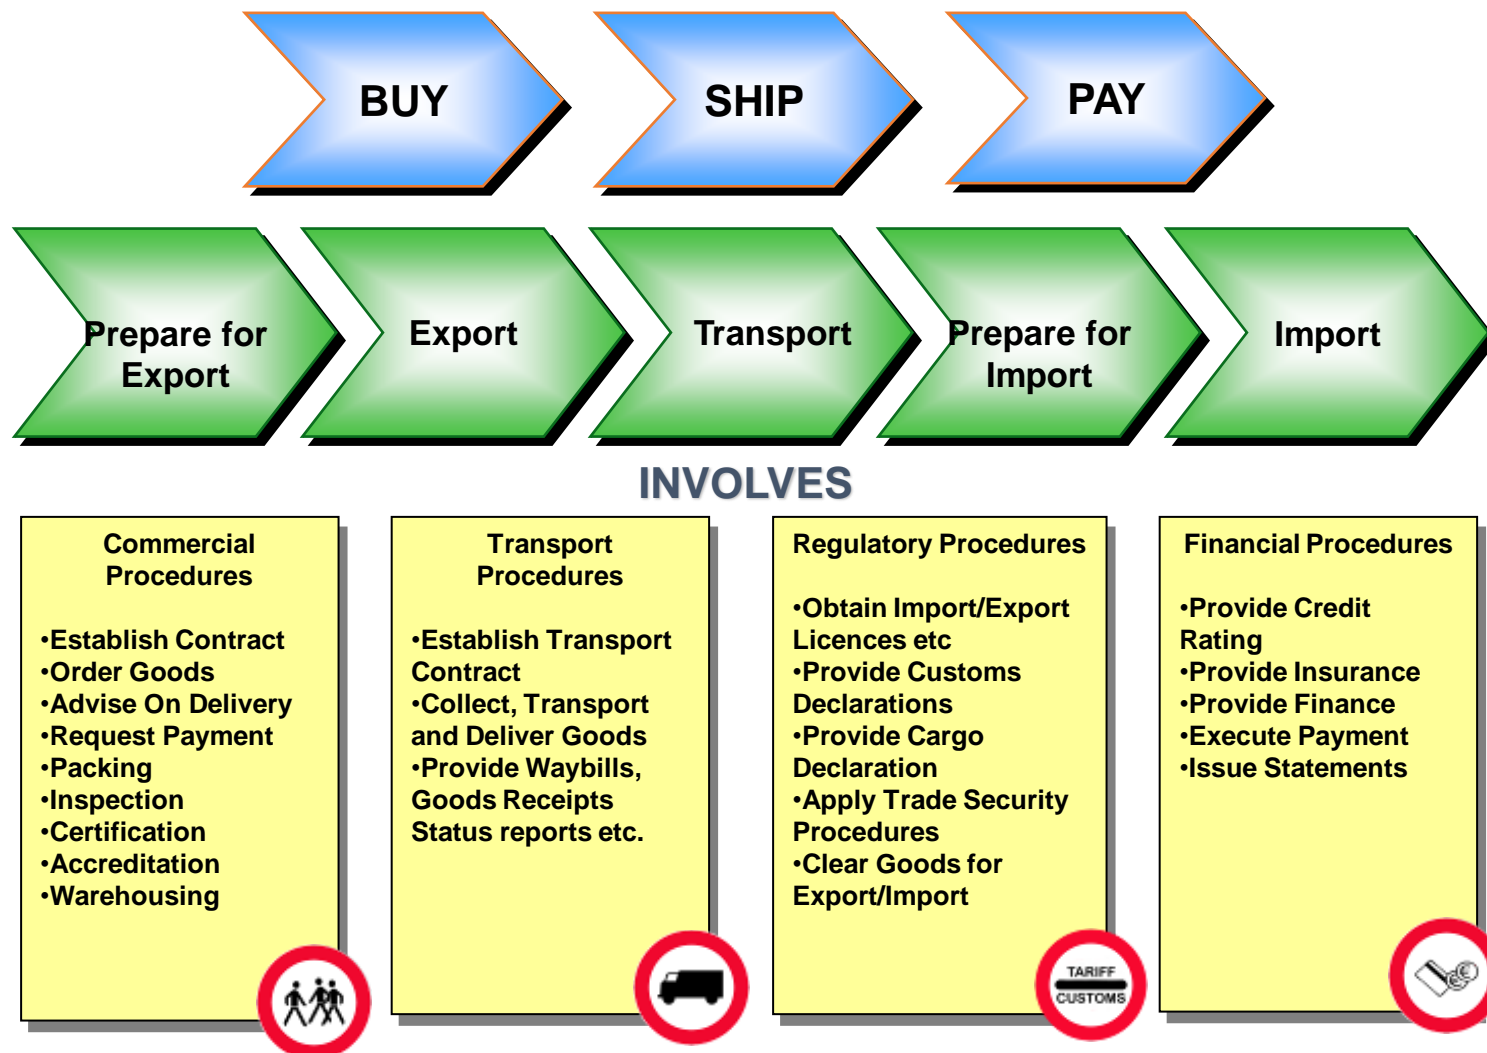 BUY
SHIP
PAY
Prepare for
Export
Export
Transport
Prepare for
Import
Import
INVOLVES
Commercial
Procedures
•Establish Contract
•Order Goods
•Advise On Delivery
•Request Payment
•Packing
•Inspection
•Certification
•Accreditation
•Warehousing
Transport
Procedures
•Establish Transport
Contract
•Collect, Transport
and Deliver Goods
•Provide Waybills,
Goods Receipts
Status reports etc.
Regulatory Procedures
•Obtain Import/Export
Licences etc
•Provide Customs
Declarations
•Provide Cargo
Declaration
•Apply Trade Security
Procedures
•Clear Goods for
Export/Import
TARIFF
CUSTOMS
Financial Procedures
•Provide Credit
Rating
•Provide Insurance
•Provide Finance
•Execute Payment
•Issue Statements